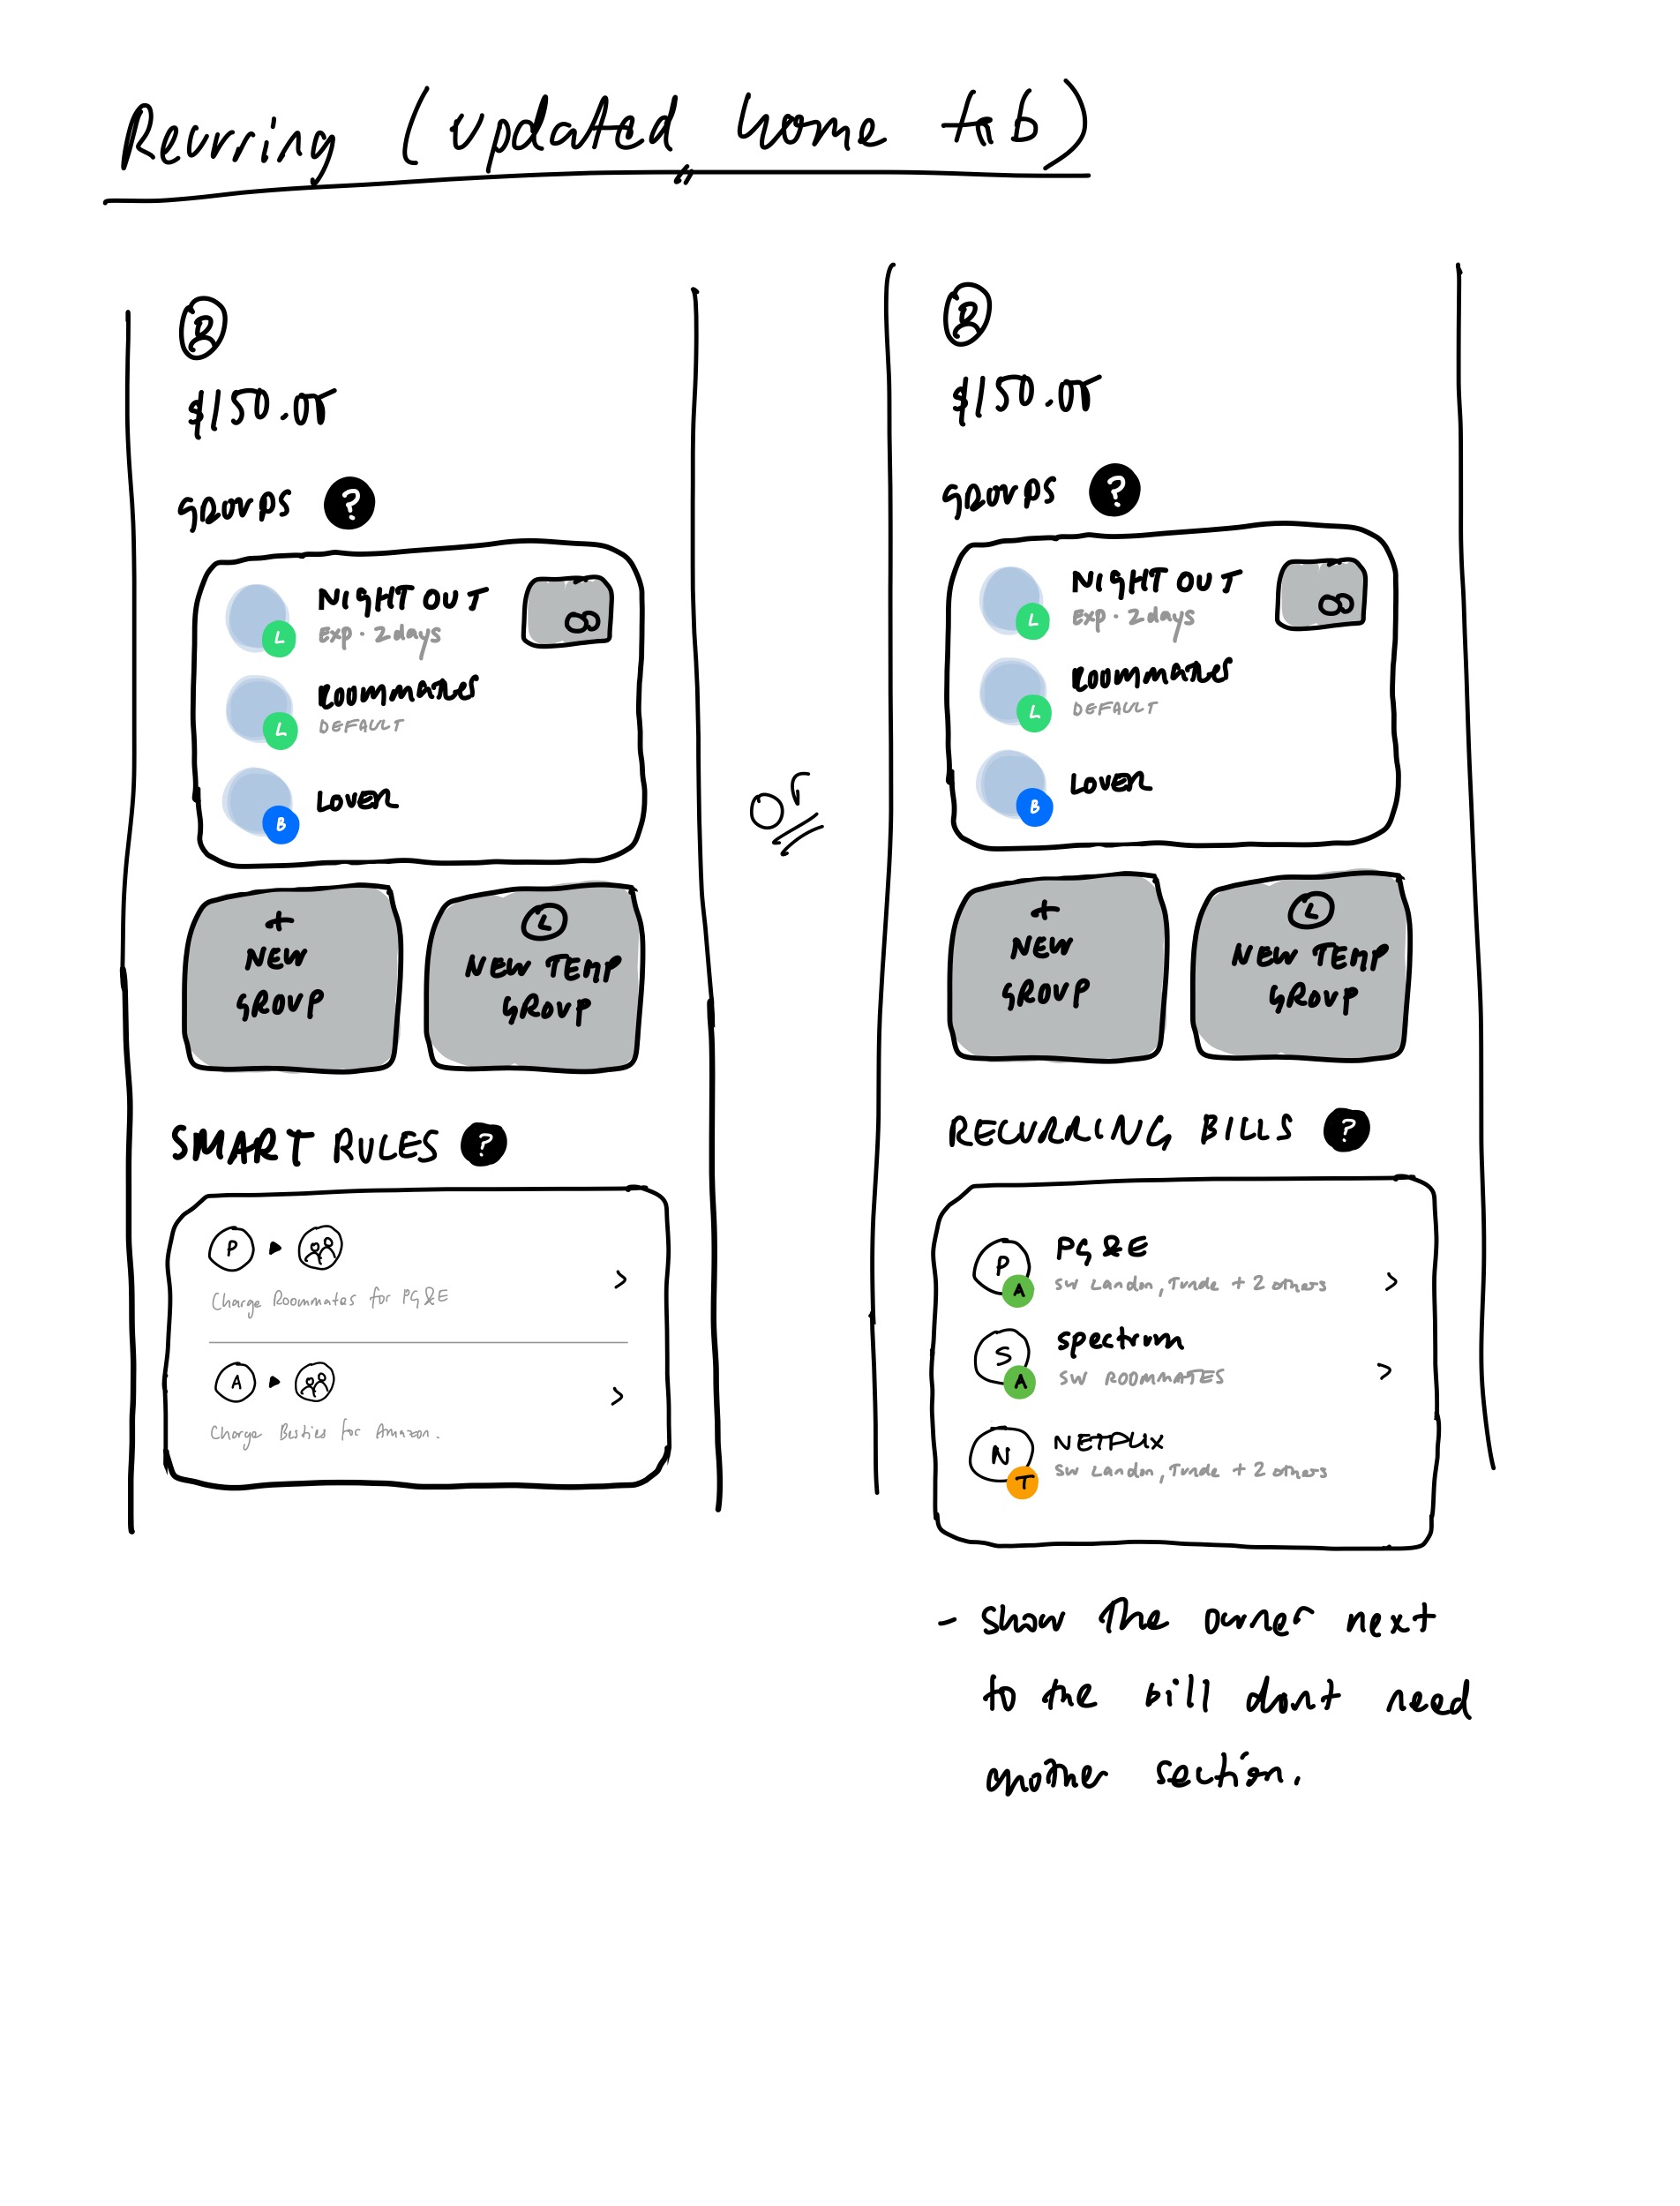 Recurring (updated home tab)
$150.00
GROUPS ?
NIGHT OUT
L
Exp · 2 days
ROOMMATES
L
DEFAULT
LOVER
B
+
NEW
GROUP
L
NEW TEMP
GROUP
SMART RULES ?
P
Charge Roommates for PG&E
A
Charge Besties for Amazon.
or
$150.00
GROUPS ?
NIGHT OUT
L
Exp · 2 days
ROOMMATES
L
DEFAULT
LOVER
B
+
NEW
GROUP
L
NEW TEMP
GROUP
RECURRING BILLS ?
P A PG&E
SW Landon, Tunde + 2 others
S A spectrum
SW ROOMMATES
N T NETFLIX
SW Landon, Tunde + 2 others
- show the owner next
to the bill dont need
another section.